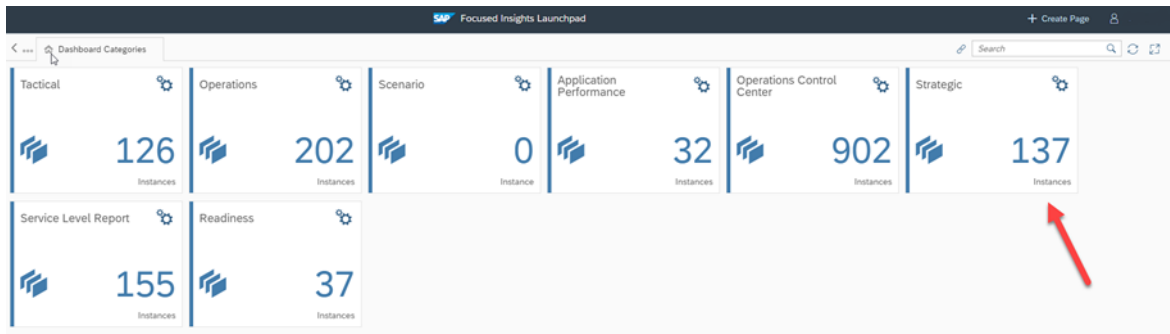 SAP Focused Insights Launchpad
Create Page
Dashboard Categories
Search
Tactical
126
Instances
Operations
202
Instances
Scenario
0
Instance
Application
Performance
32
Instances
Operations Control
Center
902
Instances
Strategic
137
Instances
Service Level Report
155
Instances
Readiness
37
Instances